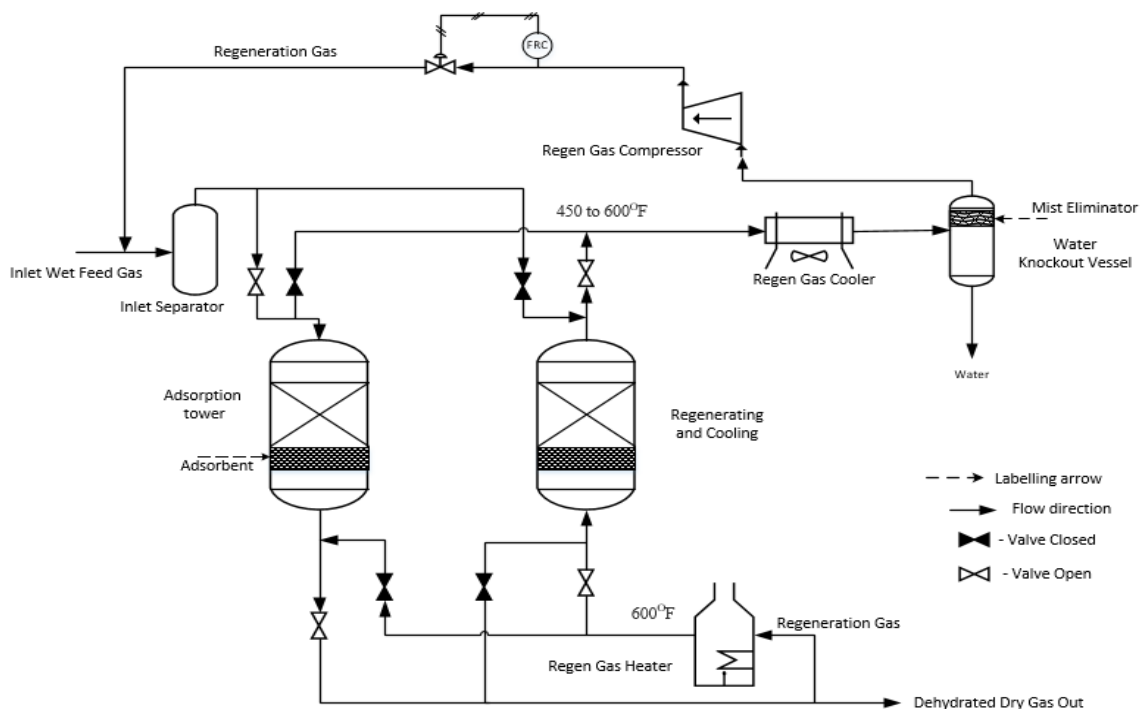 FRC
Regeneration Gas
Regen Gas Compressor
450 to 600°F
Mist Eliminator
Water
Knockout Vessel
Inlet Wet Feed Gas
Regen Gas Cooler
Inlet Separator
Water
Adsorption
tower
Regenerating
and Cooling
Adsorbent
Labelling arrow
Flow direction
- Valve Closed
- Valve Open
600°F
Regeneration Gas
Regen Gas Heater
Dehydrated Dry Gas Out